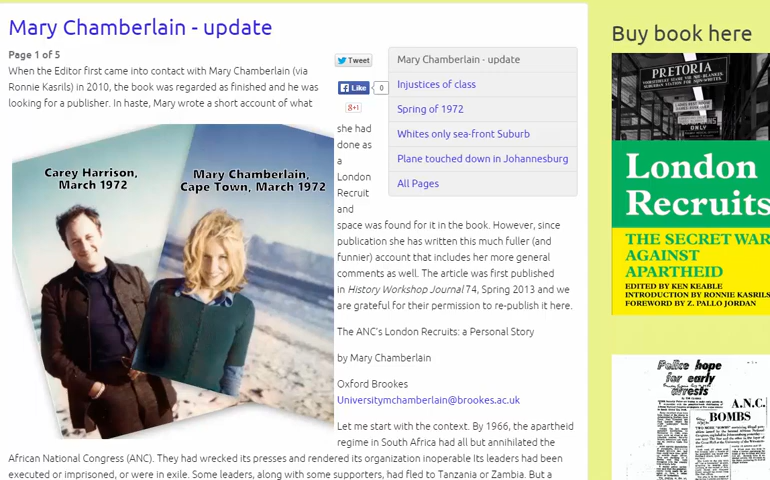 Mary Chamberlain - update
Page 1 of 5
When the Editor first came into contact with Mary Chamberlain (via
Ronnie Kasrils) in 2010, the book was regarded as finished and he was
looking for a publisher. In haste, Mary wrote a short account of what
she had
done as
a
London
Recruit
and
space was found for it in the book. However, since
publication she has written this much fuller (and
funnier) account that includes her more general
comments as well. The article was first published
in History Workshop Journal 74, Spring 2013 and we
are grateful for their permission to re-publish it here.
The ANC's London Recruits: a Personal Story
by Mary Chamberlain
Oxford Brookes
Universitymchamberlain@brookes.ac.uk
Let me start with the context. By 1966, the apartheid
regime in South Africa had all but annihilated the
African National Congress (ANC). They had wrecked its presses and rendered its organization inoperable Its leaders had been
executed or imprisoned, or were in exile. Some leaders, along with some supporters, had fled to Tanzania or Zambia. But a
Tweet
Like
0
g+1
Mary Chamberlain - update
Injustices of class
Spring of 1972
Whites only sea-front Suburb
Plane touched down in Johannesburg
All Pages
Carey Harrison,
March 1972
Mary Chamberlain,
Cape Town, March 1972
Buy book here
PRETORIA
ONLY
London
Recruits
THE SECRET WAR
AGAINST
APARTHEID
EDITED BY KEN KEABLE
INTRODUCTION BY RONNIE KASRILS
FOREWORD BY Z. PALLO JORDAN
Police hope
for early
arrests
A.N.C.
BOMBS